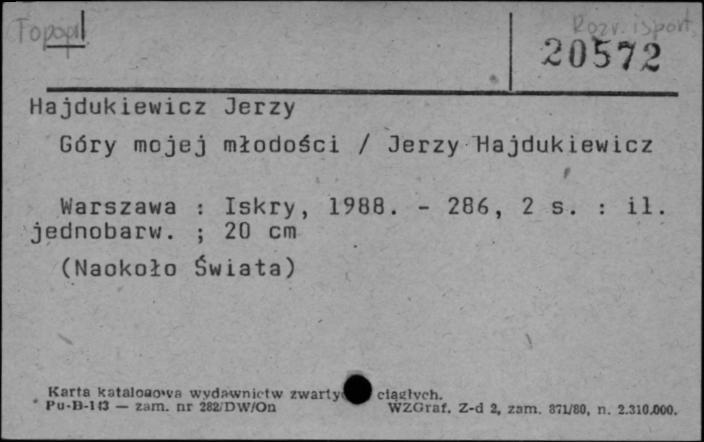 Rozr. i sport
20572
Hajdukiewicz Jerzy
Góry mojej młodości / Jerzy Hajdukiewicz
Warszawa : Iskry, 1988. - 286, 2 s. : il.
jednobarw. ; 20 cm
(Naokoło Świata)
Karta katalogowa wydawnictw zwarty ciągłych.
Pu-B-113 — zam. nr 282/DW/On WZGraf. Z-d 2, zam. 871/80, n. 2.310.000.